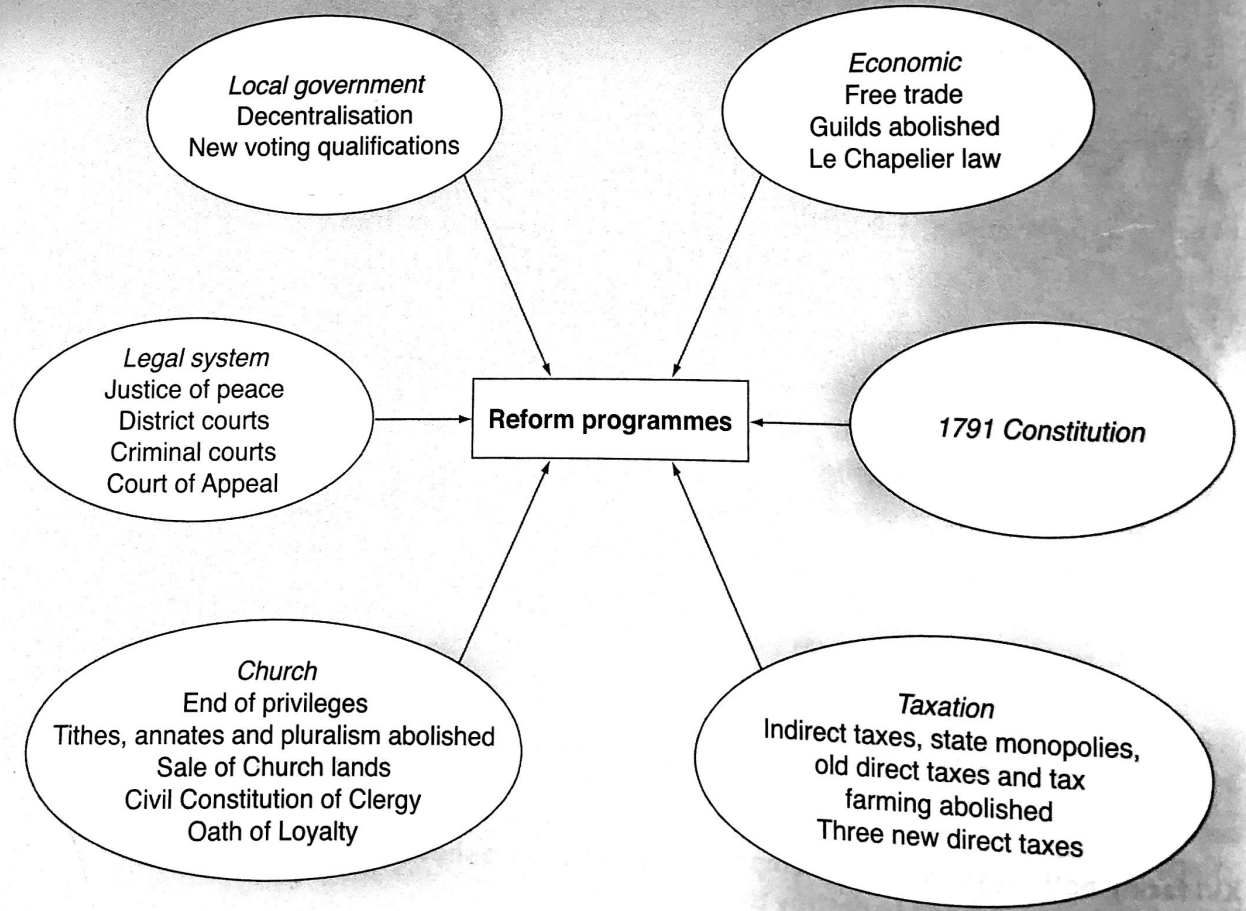 Local government
Decentralisation
New voting qualifications
Economic
Free trade
Guilds abolished
Le Chapelier law
Legal system
Justice of peace
District courts
Criminal courts
Court of Appeal
Reform programmes
1791 Constitution
Church
End of privileges
Tithes, annates and pluralism abolished
Sale of Church lands
Civil Constitution of Clergy
Oath of Loyalty
Taxation
Indirect taxes, state monopolies,
old direct taxes and tax
farming abolished
Three new direct taxes